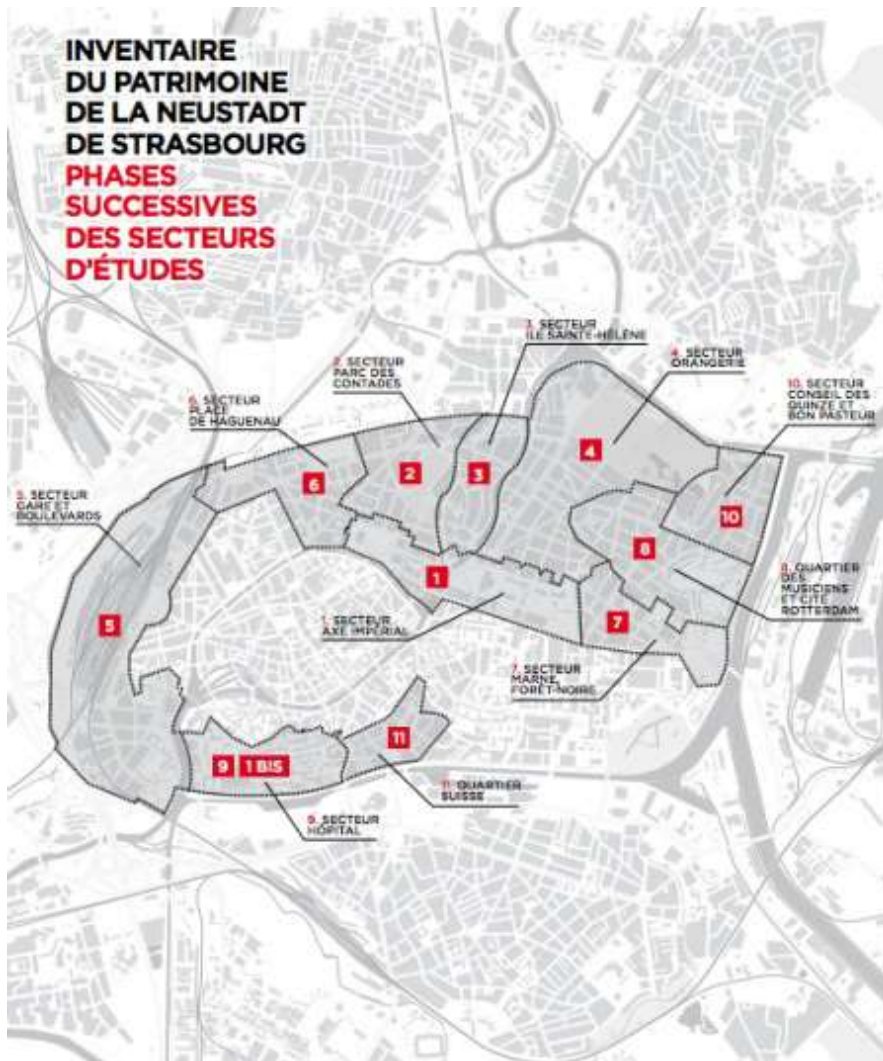 INVENTAIRE
DU PATRIMOINE
DE LA NEUSTADT
DE STRASBOURG
PHASES
SUCCESSIVES
DES SECTEURS
D'ÉTUDES
3. SECTEUR
ILE SAINTE-HÉLÈNE
2. SECTEUR
PARC DES
CONTADES
4. SECTEUR
ORANGERIE
10. SECTEUR
CONSEIL DES
QUINZE ET
BON PASTEUR
6. SECTEUR
PLACE
DE HAGUENAU
5. SECTEUR
GARE ET
BOULEVARDS
6
2
3
4
10
8
1
5
7
8. QUARTIER
DES
MUSICIENS
ET CITÉ
ROTTERDAM
1. SECTEUR
AXE IMPÉRIAL
7. SECTEUR
MARNE,
FORÊT-NOIRE
9
1 BIS
11
11. QUARTIER
SUISSE
9. SECTEUR
HÔPITAL